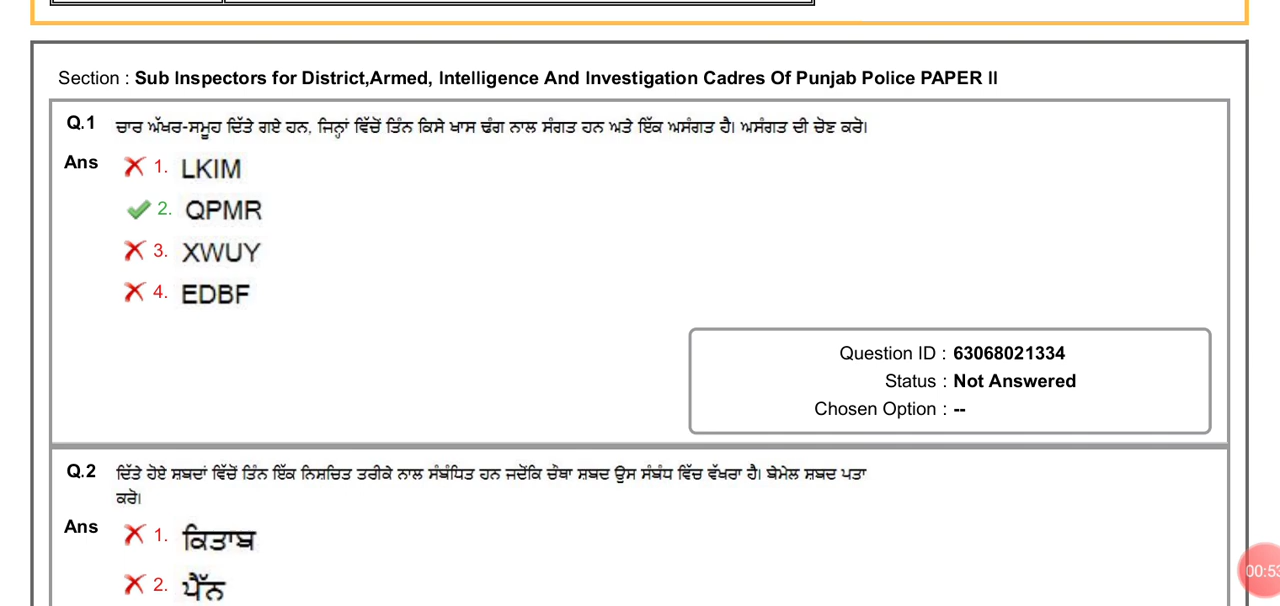 Section : Sub Inspectors for District,Armed, Intelligence And Investigation Cadres Of Punjab Police PAPER II
Q.1 ਚਾਰ ਅੱਖਰ-ਸਮੂਹ ਦਿੱਤੇ ਗਏ ਹਨ, ਜਿਨ੍ਹਾਂ ਵਿੱਚੋਂ ਤਿੰਨ ਕਿਸੇ ਖਾਸ ਢੰਗ ਨਾਲ ਸੰਗਤ ਹਨ ਅਤੇ ਇੱਕ ਅਸੰਗਤ ਹੈ। ਅਸੰਗਤ ਦੀ ਚੋਣ ਕਰੋ।
Ans 1. LKIM
2. QPMR
3. XWUY
4. EDBF
Question ID : 63068021334
Status : Not Answered
Chosen Option : --
Q.2 ਦਿੱਤੇ ਹੋਏ ਸ਼ਬਦਾਂ ਵਿੱਚੋਂ ਤਿੰਨ ਇੱਕ ਨਿਸ਼ਚਿਤ ਤਰੀਕੇ ਨਾਲ ਸੰਬੰਧਿਤ ਹਨ ਜਦੋਂਕਿ ਚੌਥਾ ਸ਼ਬਦ ਉਸ ਸੰਬੰਧ ਵਿੱਚ ਵੱਖਰਾ ਹੈ। ਬੇਮੇਲ ਸ਼ਬਦ ਪਤਾ
ਕਰੋ।
Ans 1. ਕਿਤਾਬ
2. ਪੈੱਨ